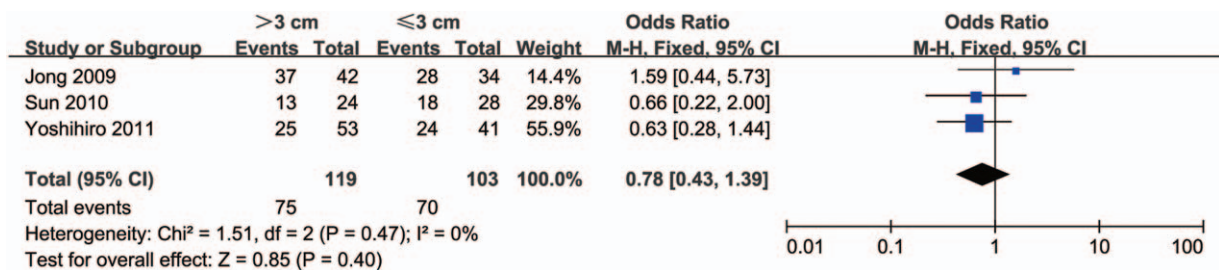 >3 cm ≤3 cm Odds Ratio Odds Ratio
Study or Subgroup Events Total Events Total Weight M-H, Fixed, 95% CI M-H, Fixed, 95% CI
Jong 2009 37 42 28 34 14.4% 1.59 [0.44, 5.73]
Sun 2010 13 24 18 28 29.8% 0.66 [0.22, 2.00]
Yoshihiro 2011 25 53 24 41 55.9% 0.63 [0.28, 1.44]
Total (95% CI) 119 103 100.0% 0.78 [0.43, 1.39]
Total events 75 70
Heterogeneity: Chi² = 1.51, df = 2 (P = 0.47); I² = 0%
Test for overall effect: Z = 0.85 (P = 0.40)
0.01 0.1 1 10 100